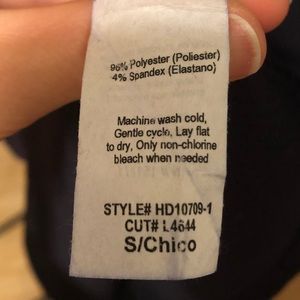 96% Polyester (Poliester)
4% Spandex (Elastano)
Machine wash cold,
Gentle cycle, Lay flat
to dry, Only non-chlorine
bleach when needed
STYLE# HD10709-1
CUT# L4644
S/Chico